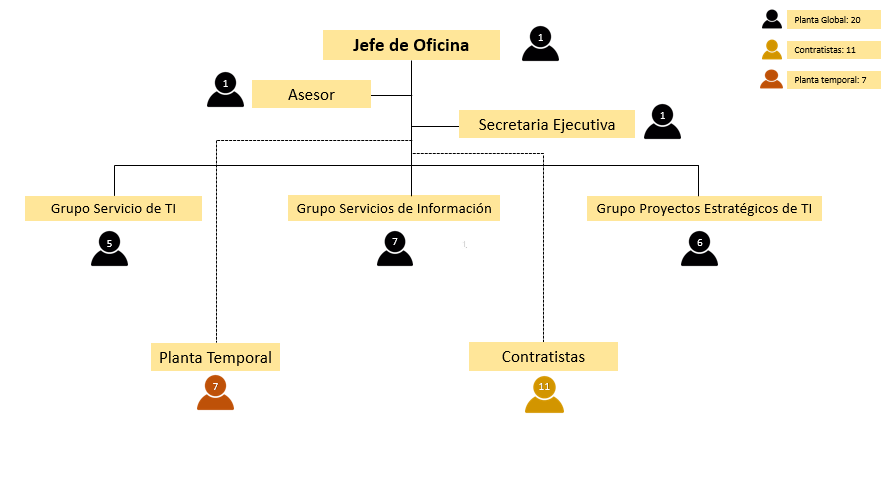 Planta Global: 20
1
Jefe de Oficina
Contratistas: 11
Planta temporal: 7
1
Asesor
1
Secretaria Ejecutiva
Grupo Servicio de TI
Grupo Servicios de Información
Grupo Proyectos Estratégicos de TI
5
7
6
Planta Temporal
Contratistas
7
11